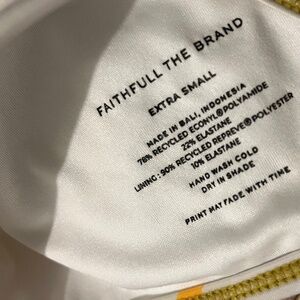 FAITHFULL THE BRAND
EXTRA SMALL
MADE IN BALI, INDONESIA
78% RECYCLED ECONYL®POLYAMIDE
22% ELASTANE
LINING : 90% RECYCLED REPREVE®POLYESTER
10% ELASTANE
HAND WASH COLD
DRY IN SHADE
PRINT MAY FADE WITH TIME